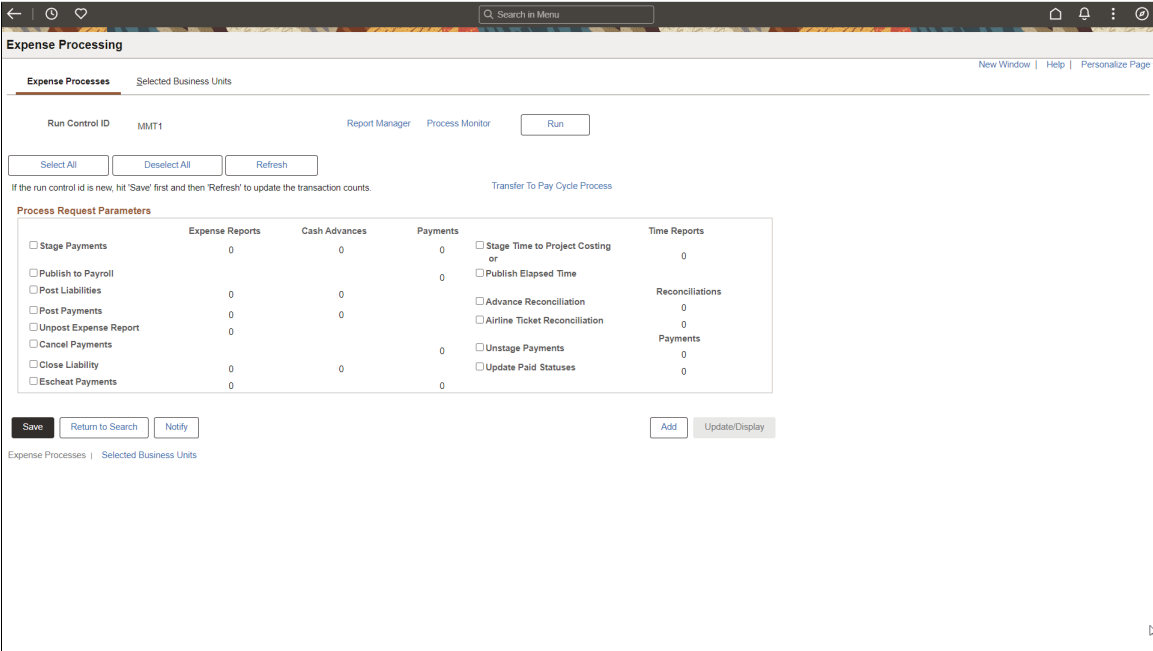 Search in Menu
Expense Processing
New Window | Help | Personalize Page
Expense Processes Selected Business Units
Run Control ID MMT1 Report Manager Process Monitor Run
Select All Deselect All Refresh
If the run control id is new, hit 'Save' first and then 'Refresh' to update the transaction counts. Transfer To Pay Cycle Process
Process Request Parameters
Expense Reports Cash Advances Payments Time Reports
Stage Payments 0 0 0 Stage Time to Project Costing 0
or
Publish to Payroll 0 Publish Elapsed Time
Post Liabilities 0 0 Reconciliations
Advance Reconciliation 0
Post Payments 0 0
Airline Ticket Reconciliation 0
Unpost Expense Report 0
Payments
Cancel Payments 0 Unstage Payments 0
Close Liability 0 0 Update Paid Statuses 0
Escheat Payments 0 0
Save Return to Search Notify Add Update/Display
Expense Processes | Selected Business Units